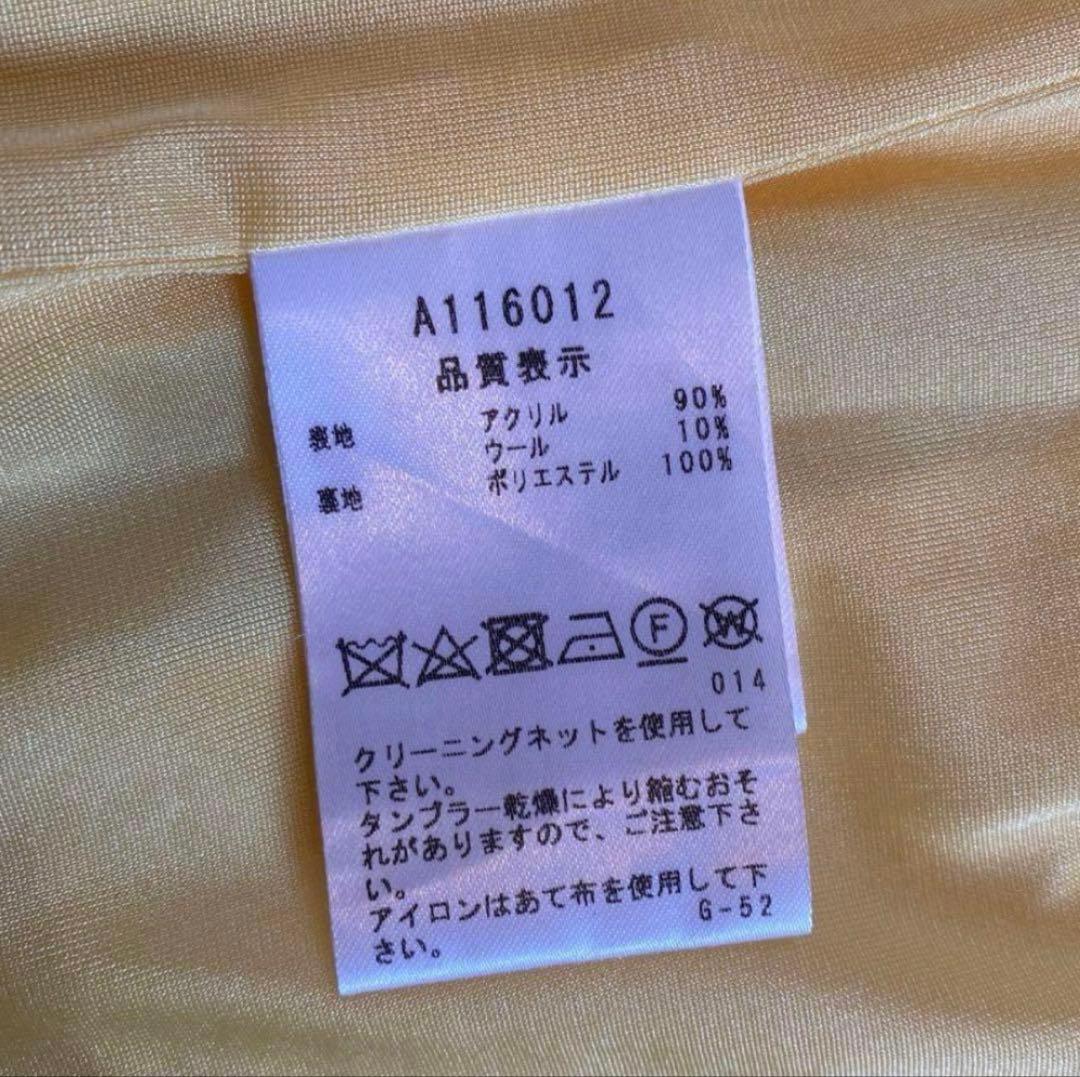 A116012
品質表示
表地 アクリル 90%
ウール 10%
裏地 ポリエステル 100%
F W
014
クリーニングネットを使用して
下さい。
タンブラー乾燥により縮むおそ
れがありますので、ご注意下さ
い。
アイロンはあて布を使用して下
さい。
G-52